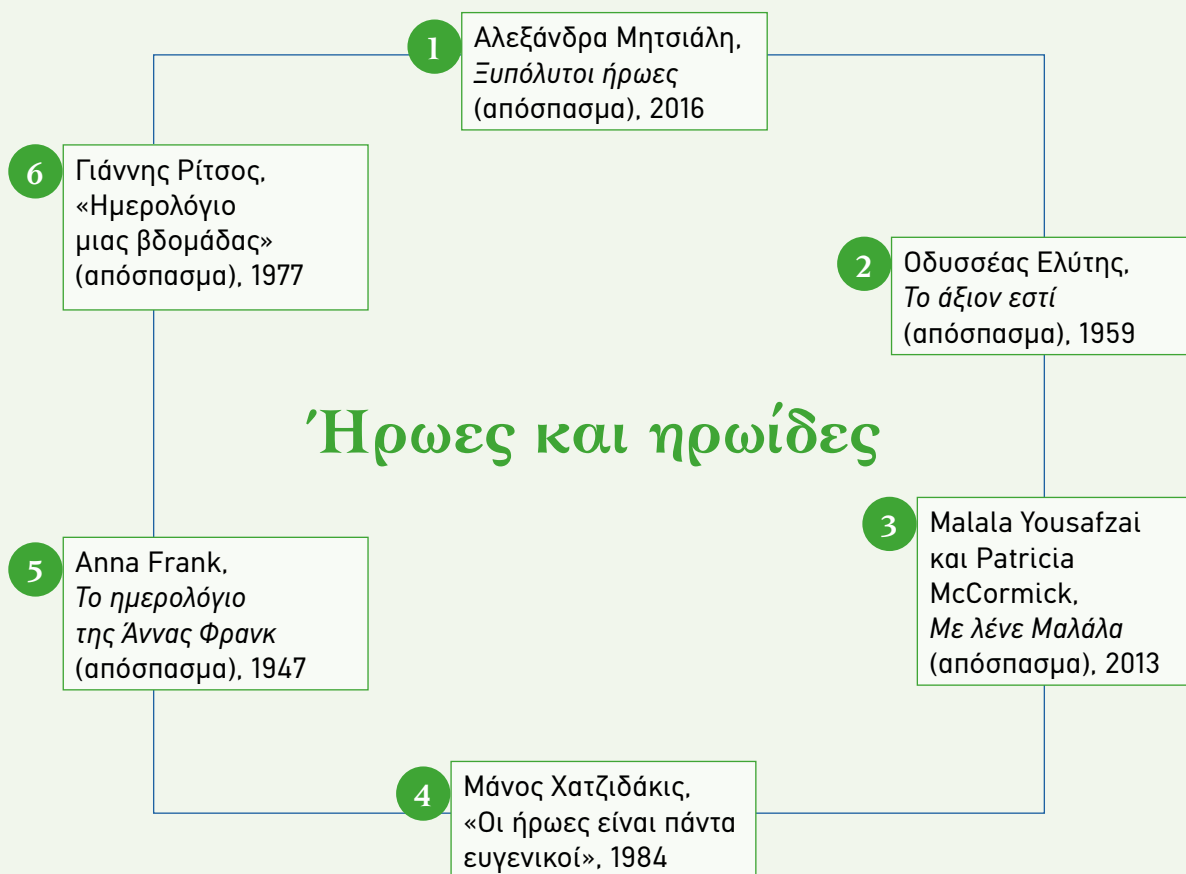 1
Αλεξάνδρα Μητσιάλη,
Ξυπόλυτοι ήρωες
(απόσπασμα), 2016
2
Οδυσσέας Ελύτης,
Το άξιον εστί
(απόσπασμα), 1959
3
Malala Yousafzai
και Patricia
McCormick,
Με λένε Μαλάλα
(απόσπασμα), 2013
4
Μάνος Χατζιδάκις,
«Οι ήρωες είναι πάντα
ευγενικοί», 1984
5
Anna Frank,
Το ημερολόγιο
της Άννας Φρανκ
(απόσπασμα), 1947
6
Γιάννης Ρίτσος,
«Ημερολόγιο
μιας βδομάδας»
(απόσπασμα), 1977
Ήρωες και ηρωίδες